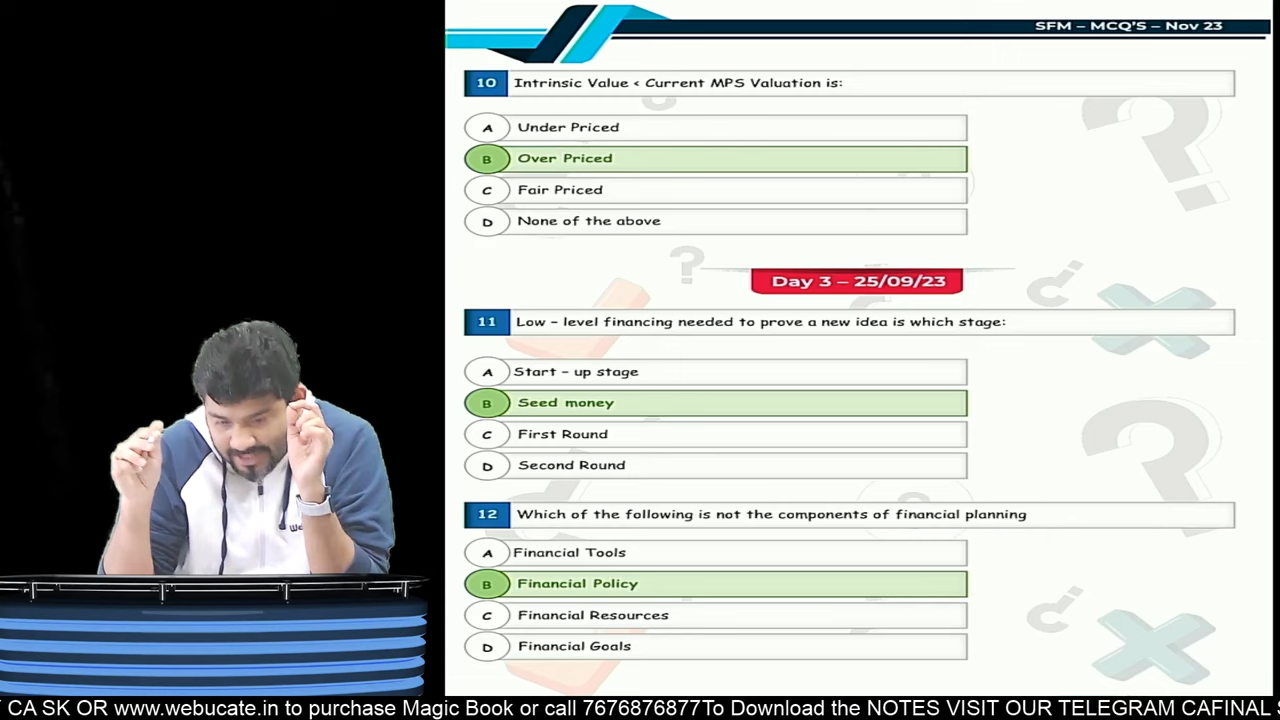 SFM – MCQ'S – Nov 23
10 Intrinsic Value < Current MPS Valuation is:
A Under Priced
B Over Priced
C Fair Priced
D None of the above
Day 3 – 25/09/23
11 Low – level financing needed to prove a new idea is which stage:
A Start – up stage
B Seed money
C First Round
D Second Round
12 Which of the following is not the components of financial planning
A Financial Tools
B Financial Policy
C Financial Resources
D Financial Goals
CA SK OR www.webucate.in to purchase Magic Book or call 7676876877To Download the NOTES VISIT OUR TELEGRAM CAFINAL